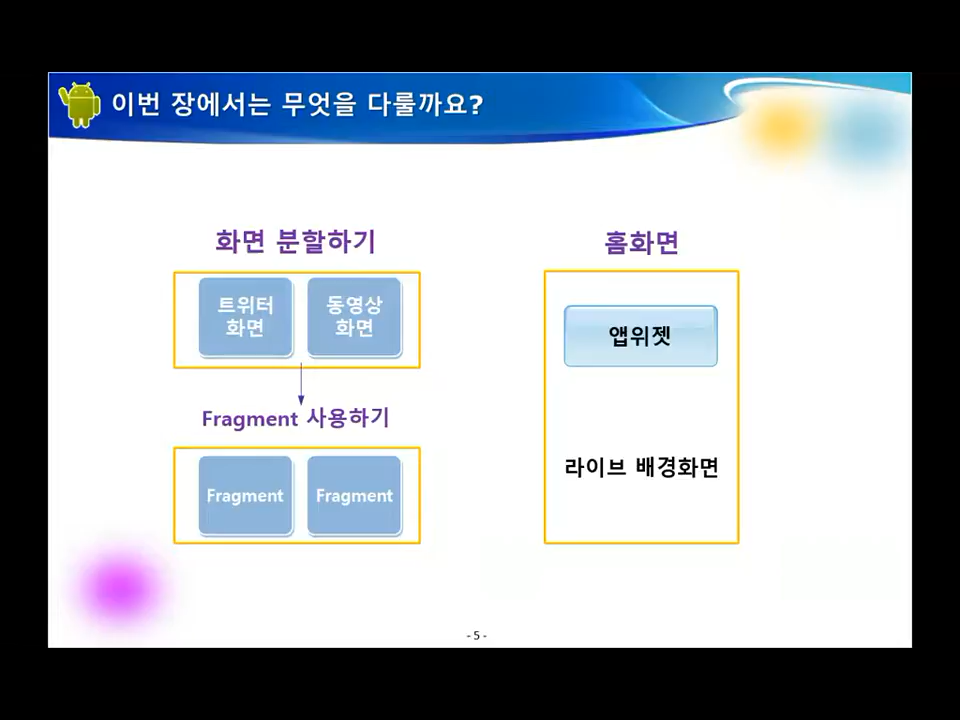 이번 장에서는 무엇을 다룰까요?
화면 분할하기
트위터
화면
동영상
화면
Fragment 사용하기
Fragment
Fragment
홈화면
앱위젯
라이브 배경화면
- 5 -